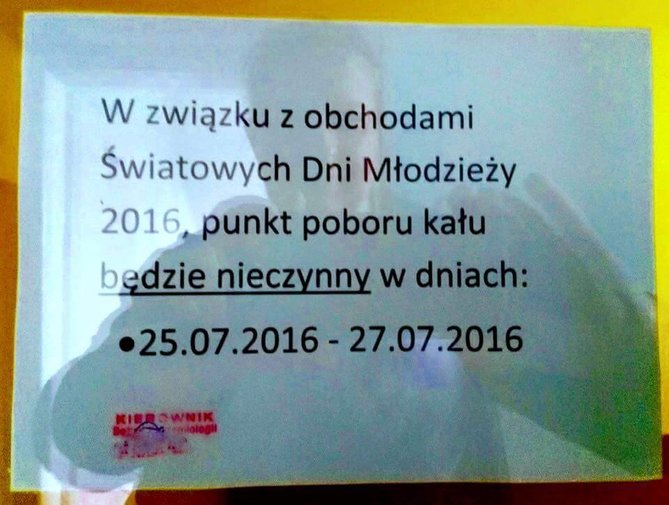 W związku z obchodami
Światowych Dni Młodzieży
2016, punkt poboru kału
będzie nieczynny w dniach:
•25.07.2016 - 27.07.2016
KIEROWNIK